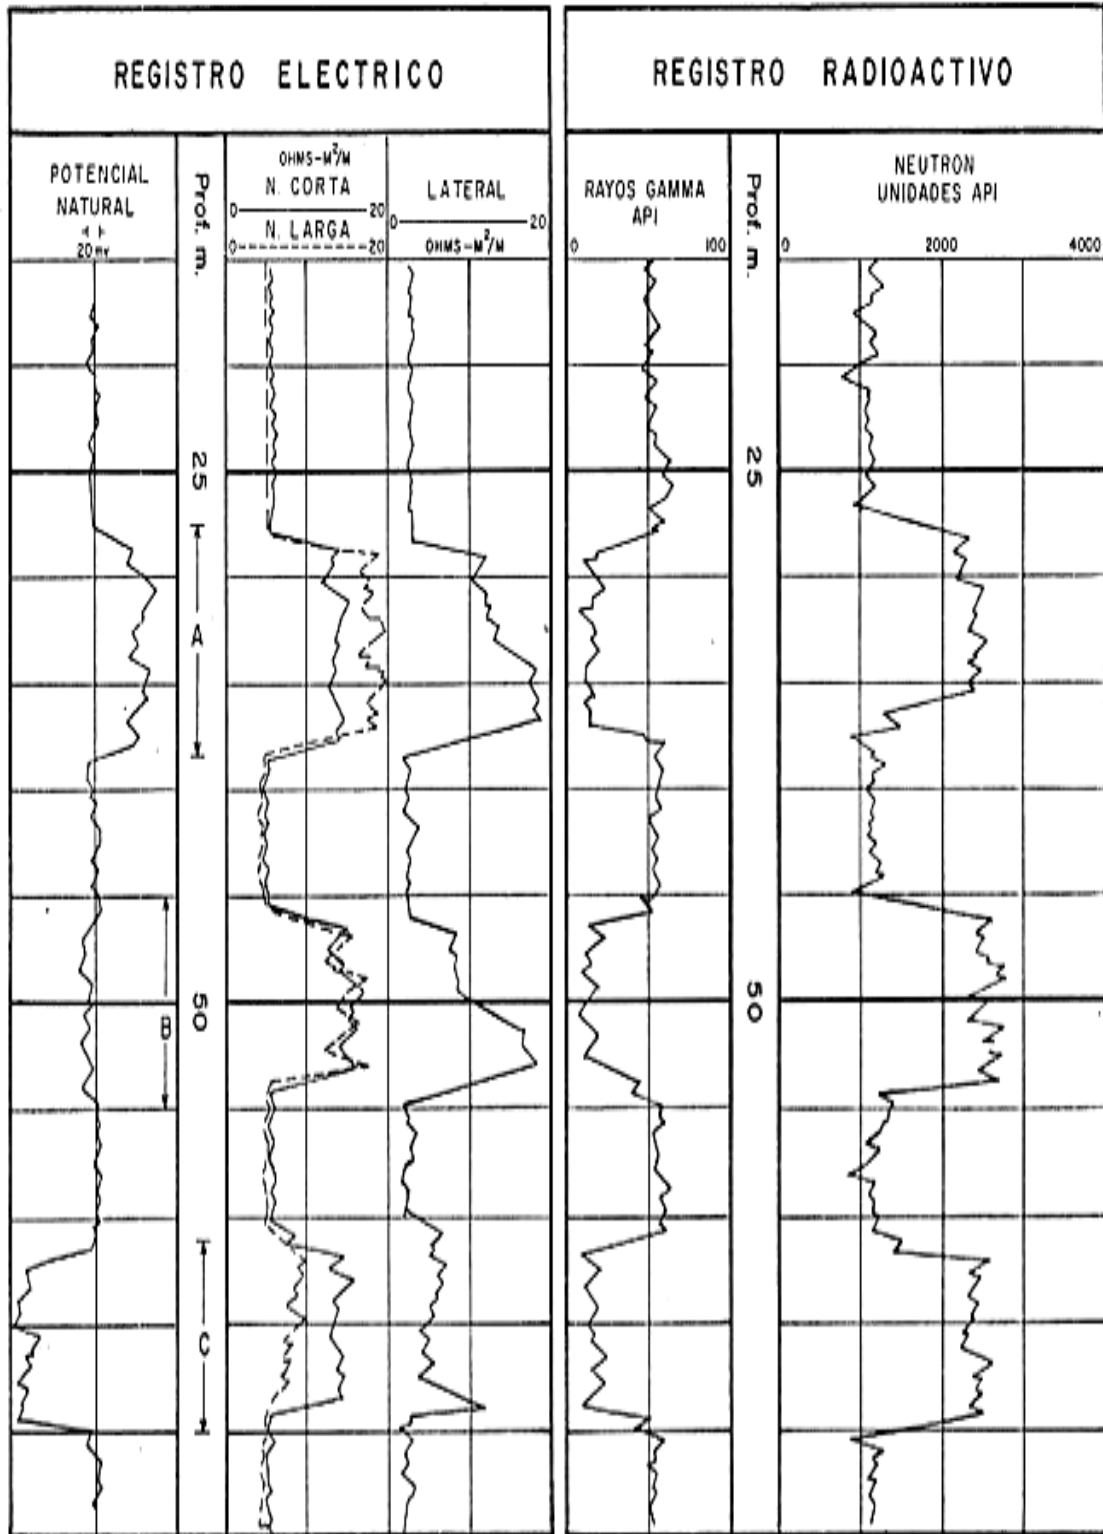 REGISTRO ELECTRICO
REGISTRO RADIOACTIVO
POTENCIAL
NATURAL
20 mv
Prof. m.
OHMS-M²/M
N. CORTA
0 20
N. LARGA
0 20
LATERAL
0 20
OHMS-M²/M
RAYOS GAMMA
API
0 100
Prof. m.
NEUTRON
UNIDADES API
0 2000 4000
25
25
A
50
50
B
C